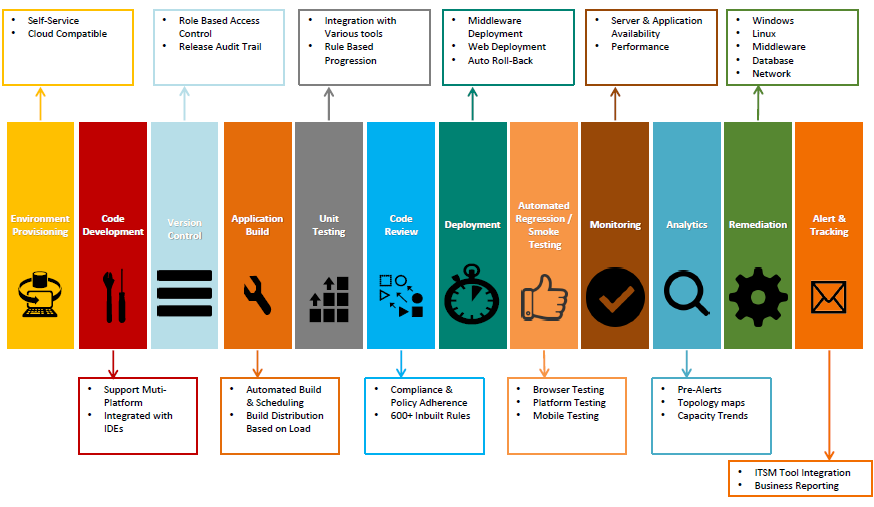 • Self-Service
• Cloud Compatible
• Role Based Access
Control
• Release Audit Trail
• Integration with
Various tools
• Rule Based
Progression
• Middleware
Deployment
• Web Deployment
• Auto Roll-Back
• Server & Application
Availability
• Performance
• Windows
• Linux
• Middleware
• Database
• Network
Environment
Provisioning
Code
Development
Version
Control
Application
Build
Unit
Testing
Code
Review
Deployment
Automated
Regression /
Smoke
Testing
Monitoring
Analytics
Remediation
Alert &
Tracking
• Support Muti-
Platform
• Integrated with
IDEs
• Automated Build
& Scheduling
• Build Distribution
Based on Load
• Compliance &
Policy Adherence
• 600+ Inbuilt Rules
• Browser Testing
• Platform Testing
• Mobile Testing
• Pre-Alerts
• Topology maps
• Capacity Trends
• ITSM Tool Integration
• Business Reporting